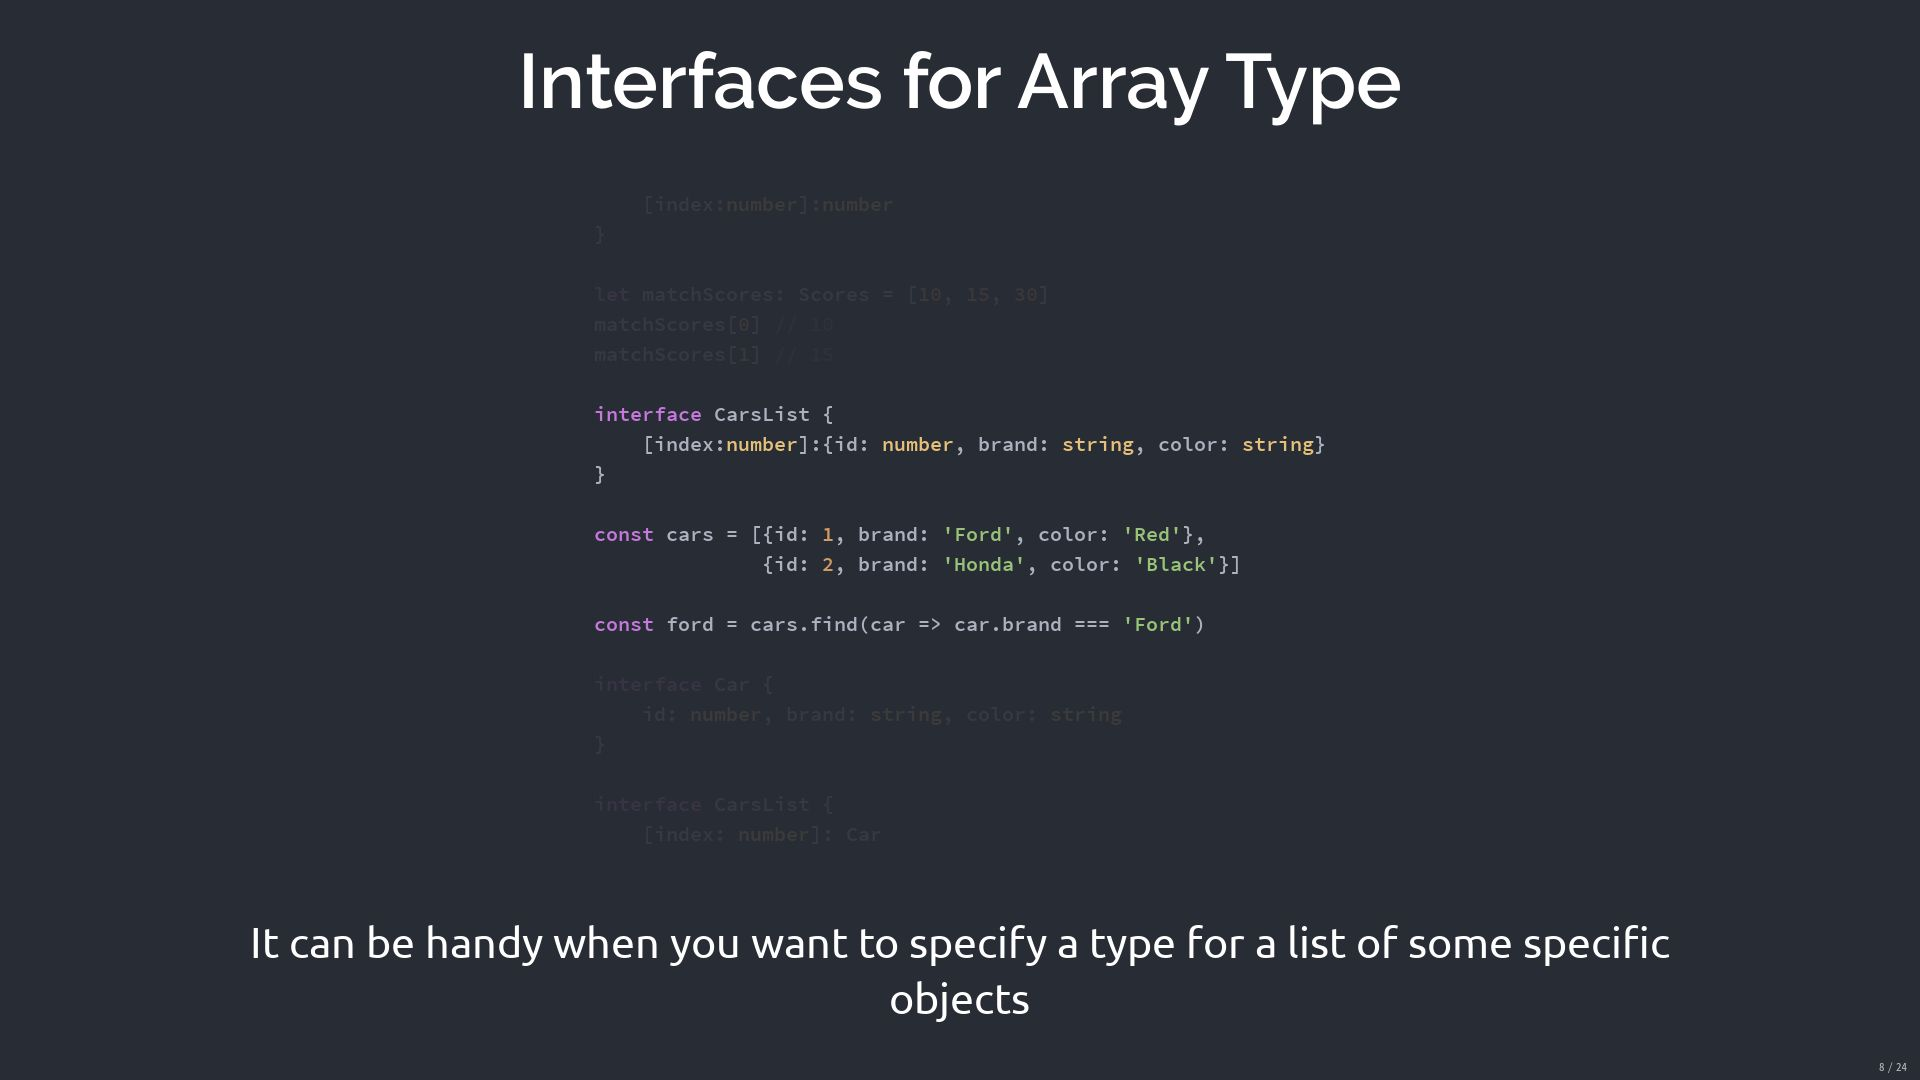 Interfaces for Array Type
[index:number]:number
}
let matchScores: Scores = [10, 15, 30]
matchScores[0] // 10
matchScores[1] // 15
interface CarsList {
[index:number]:{id: number, brand: string, color: string}
}
const cars = [{id: 1, brand: 'Ford', color: 'Red'},
{id: 2, brand: 'Honda', color: 'Black'}]
const ford = cars.find(car => car.brand === 'Ford')
interface Car {
id: number, brand: string, color: string
}
interface CarsList {
[index: number]: Car
It can be handy when you want to specify a type for a list of some specific
objects
8 / 24